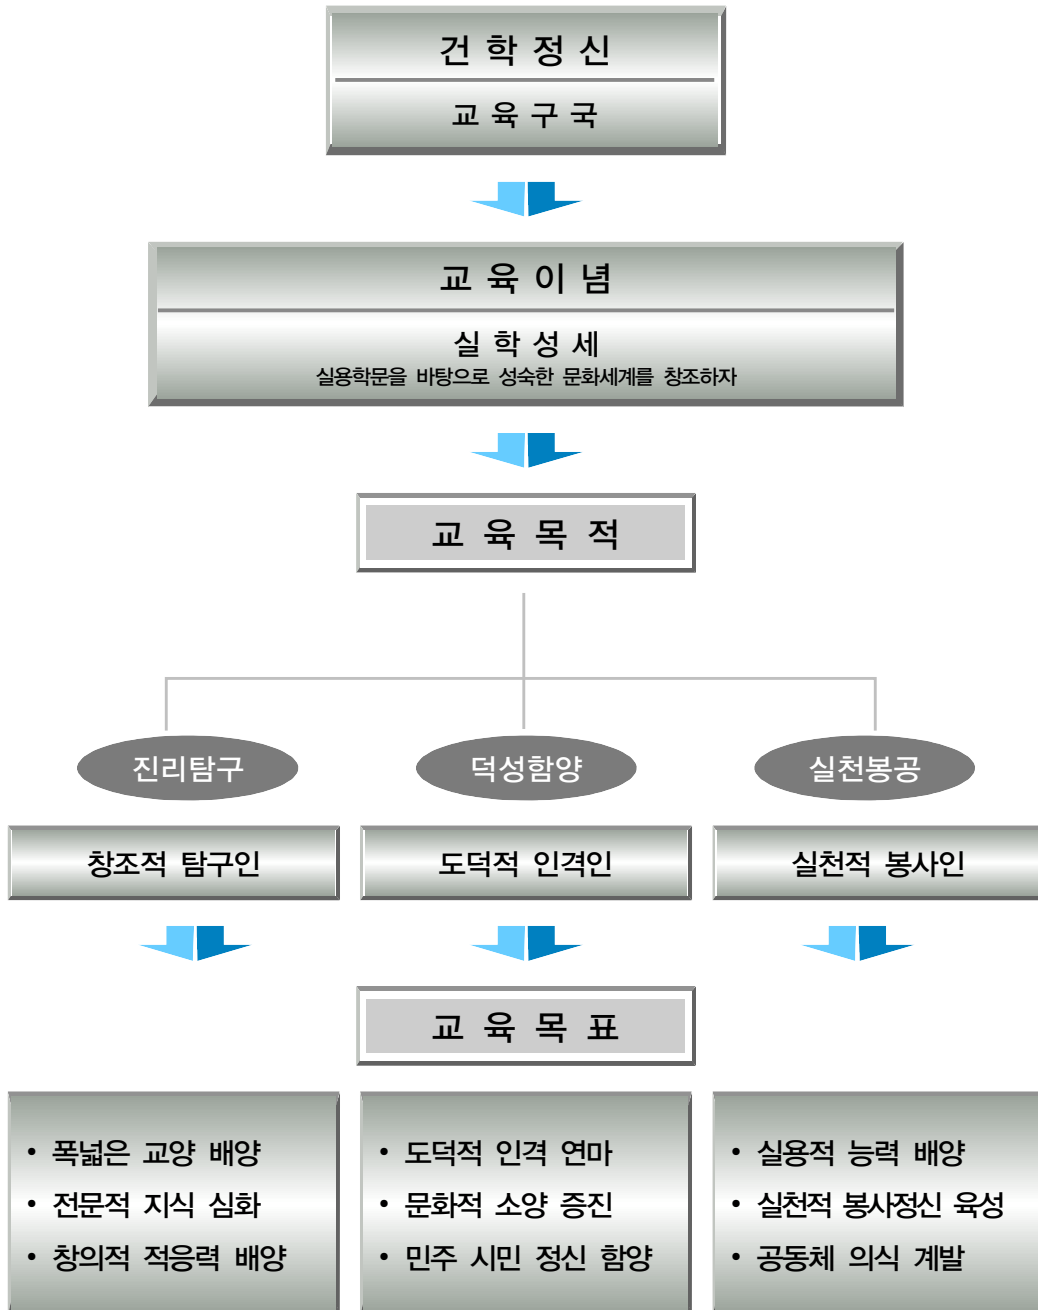 건학정신
교육구국
교육이념
실학성세
실용학문을 바탕으로 성숙한 문화세계를 창조하자
교육목적
진리탐구 덕성함양 실천봉공
창조적 탐구인 도덕적 인격인 실천적 봉사인
교육목표
• 폭넓은 교양 배양
• 전문적 지식 심화
• 창의적 적응력 배양
• 도덕적 인격 연마
• 문화적 소양 증진
• 민주 시민 정신 함양
• 실용적 능력 배양
• 실천적 봉사정신 육성
• 공동체 의식 계발